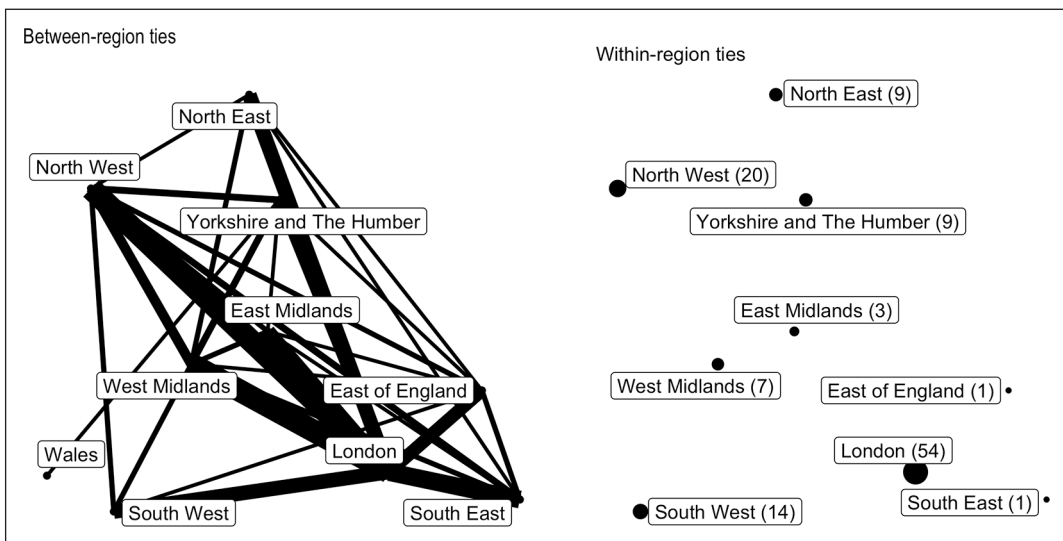 Between-region ties
North East
North West
Yorkshire and The Humber
East Midlands
West Midlands
East of England
London
Wales
South West
South East
Within-region ties
North East (9)
North West (20)
Yorkshire and The Humber (9)
East Midlands (3)
West Midlands (7)
East of England (1)
London (54)
South East (1)
South West (14)